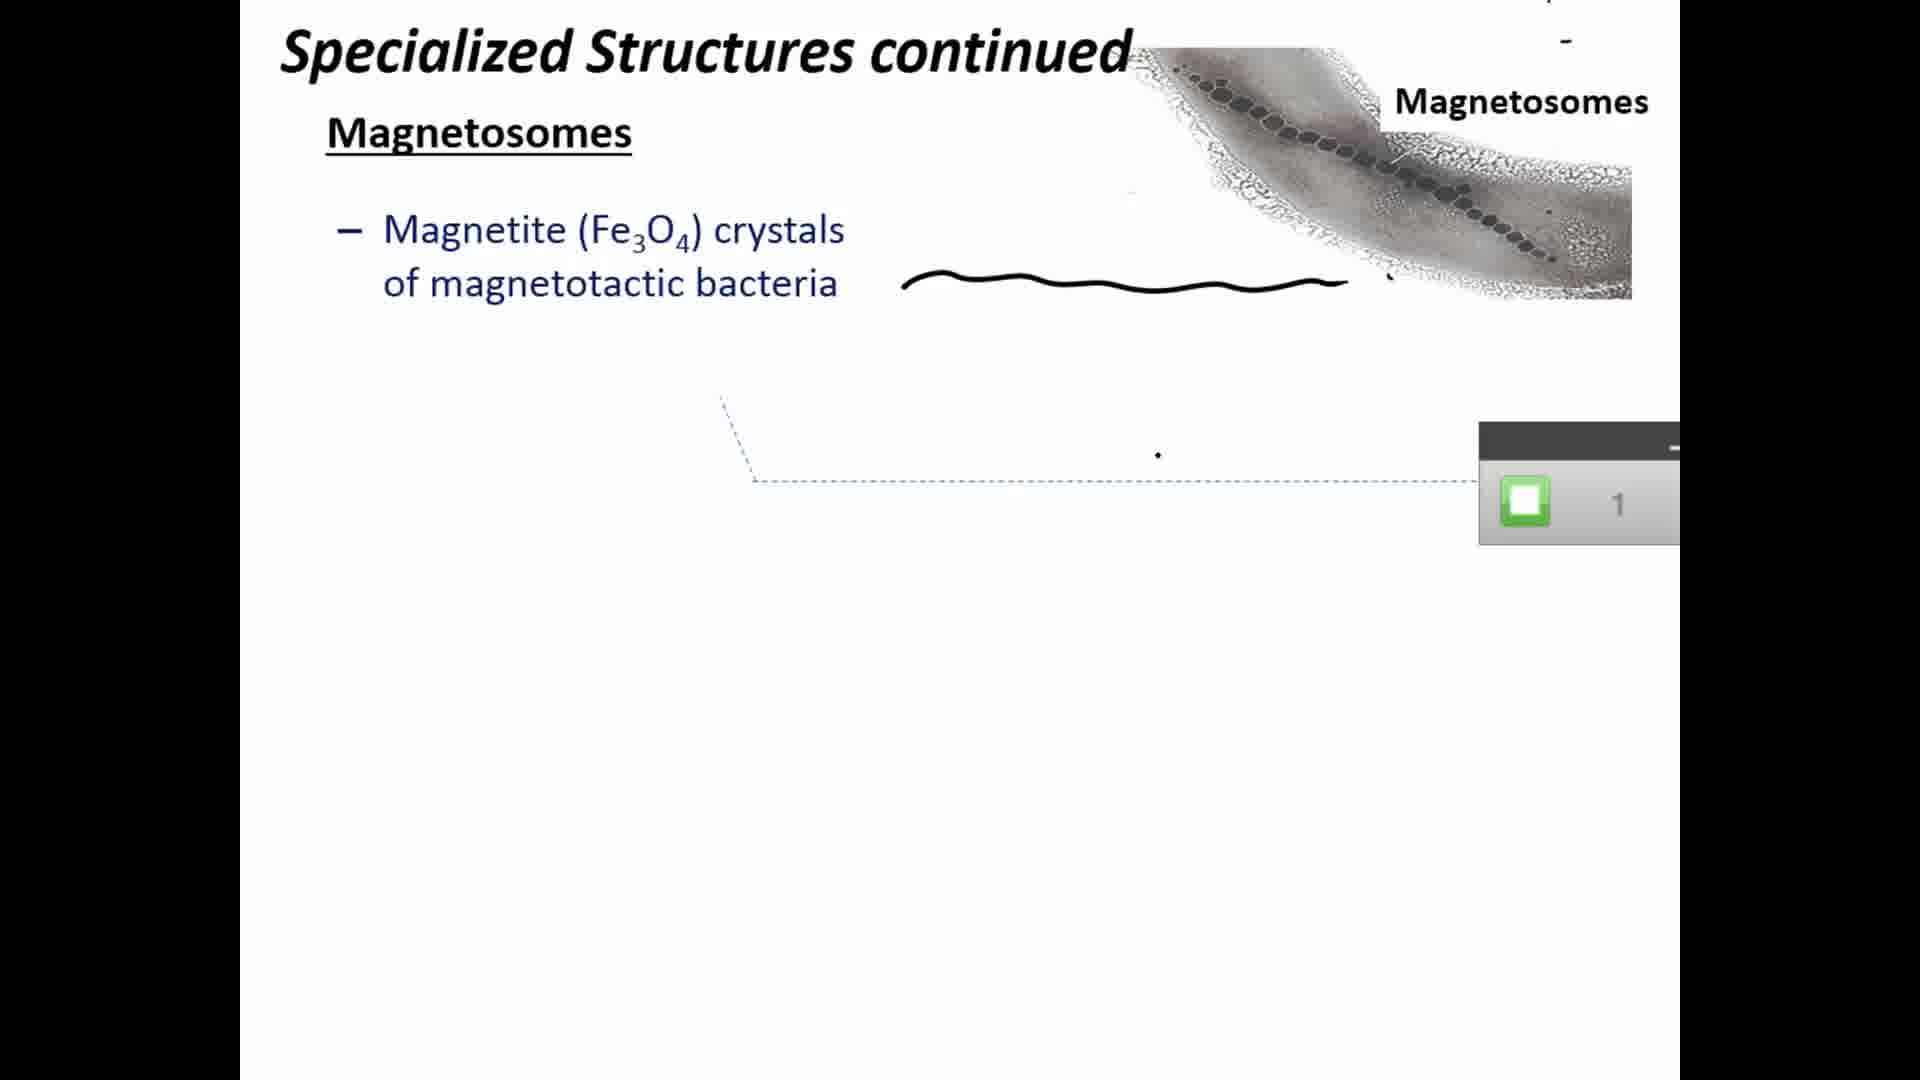 Specialized Structures continued
Magnetosomes
Magnetosomes
– Magnetite (Fe₃O₄) crystals
of magnetotactic bacteria
1